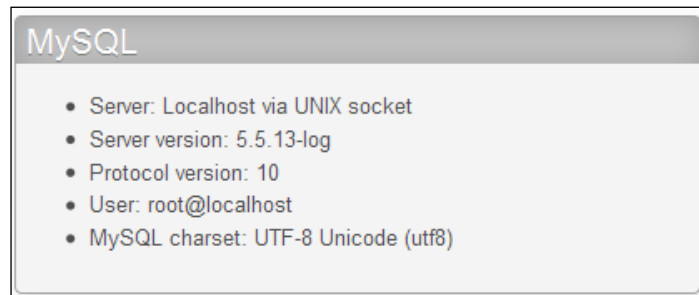 MySQL
Server: Localhost via UNIX socket
Server version: 5.5.13-log
Protocol version: 10
User: root@localhost
MySQL charset: UTF-8 Unicode (utf8)